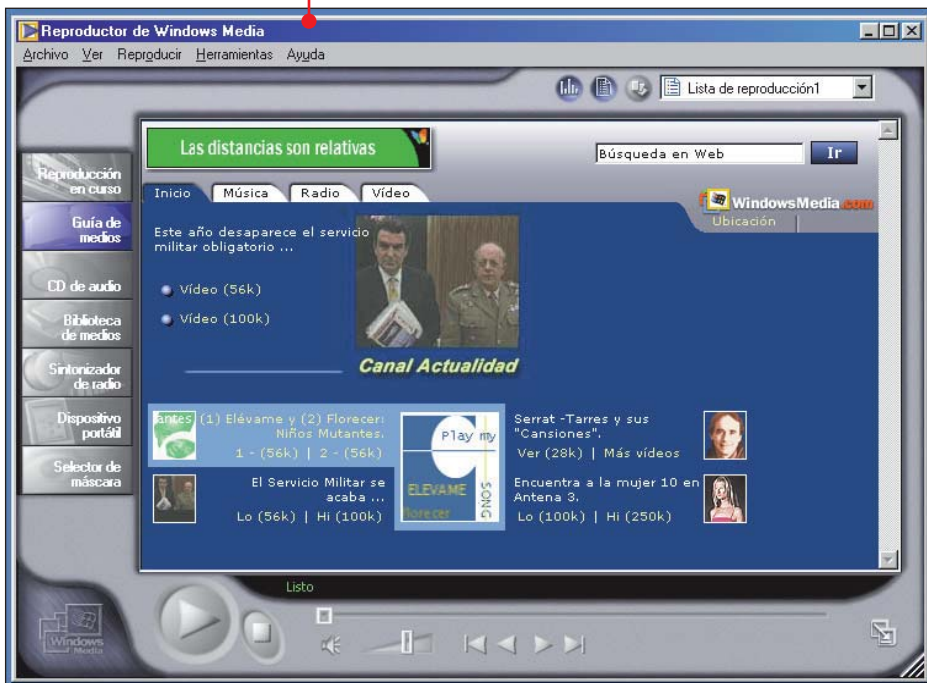 Reproductor de Windows Media
Archivo Ver Reproducir Herramientas Ayuda
Lista de reproducción1
Las distancias son relativas
Búsqueda en Web
Ir
Reproducción
en curso
Guía de
medios
CD de audio
Biblioteca
de medios
Sintonizador
de radio
Dispositivo
portátil
Selector de
máscara
Inicio Música Radio Vídeo
WindowsMedia.com
Ubicación
Este año desaparece el servicio
militar obligatorio ...
Vídeo (56k)
Vídeo (100k)
Canal Actualidad
antes
(1) Elévame y (2) Florecer:
Niños Mutantes.
1 - (56k) | 2 - (56k)
El Servicio Militar se
acaba ...
Lo (56k) | Hi (100k)
Play my
SONG
ELEVAME
florecer
Serrat -Tarres y sus
"Cansiones".
Ver (28k) | Más vídeos
Encuentra a la mujer 10 en
Antena 3.
Lo (100k) | Hi (250k)
Listo
Windows
Media